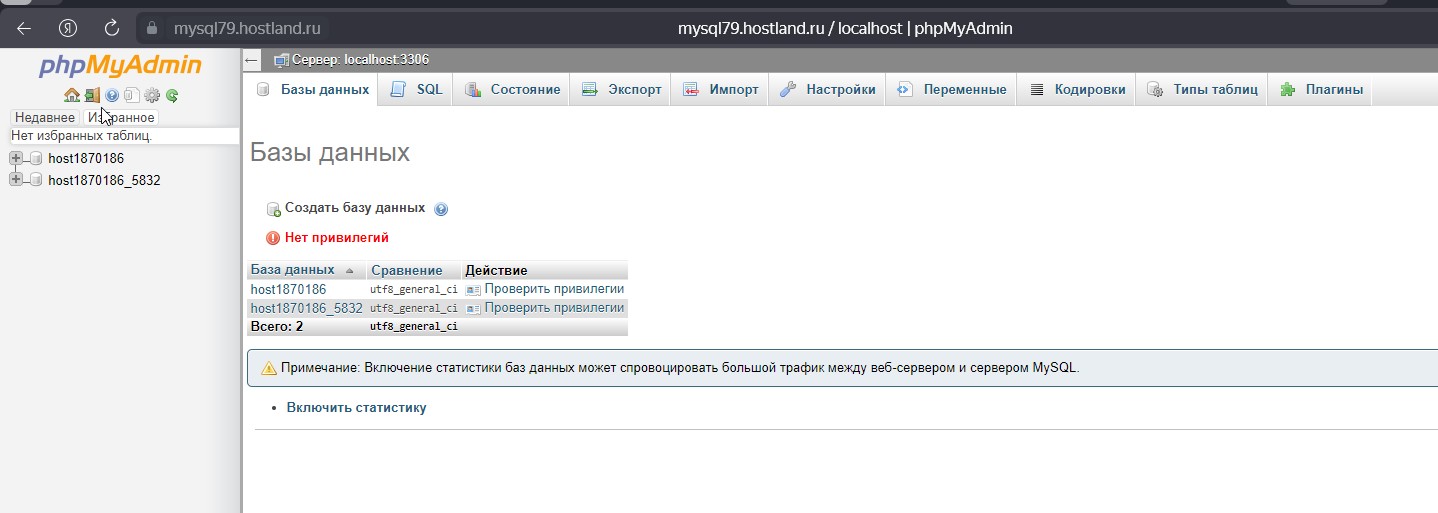 mysql79.hostland.ru
mysql79.hostland.ru / localhost | phpMyAdmin
phpMyAdmin
Недавнее Избранное
Нет избранных таблиц.
host1870186
host1870186_5832
Сервер: localhost:3306
Базы данных SQL Состояние Экспорт Импорт Настройки Переменные Кодировки Типы таблиц Плагины
Базы данных
Создать базу данных
Нет привилегий
База данных Сравнение Действие
host1870186 utf8_general_ci Проверить привилегии
host1870186_5832 utf8_general_ci Проверить привилегии
Всего: 2 utf8_general_ci
Примечание: Включение статистики баз данных может спровоцировать большой трафик между веб-сервером и сервером MySQL.
• Включить статистику